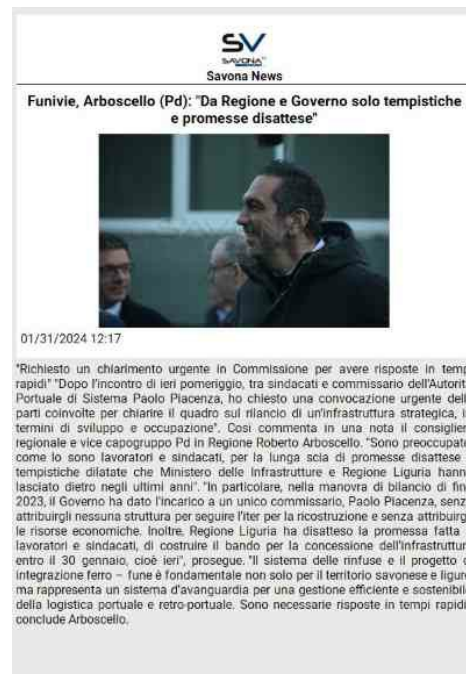 SV
SAVONA
Savona News
Funivie, Arboscello (Pd): "Da Regione e Governo solo tempistiche
e promesse disattese"
01/31/2024 12:17
"Richiesto un chiarimento urgente in Commissione per avere risposte in temp
rapidi" "Dopo l'incontro di ieri pomeriggio, tra sindacati e commissario dell'Autorit
Portuale di Sistema Paolo Piacenza, ho chiesto una convocazione urgente dell
parti coinvolte per chiarire il quadro sul rilancio di un'infrastruttura strategica, i
termini di sviluppo e occupazione". Così commenta in una nota il consiglier
regionale e vice capogruppo Pd in Regione Roberto Arboscello. "Sono preoccupat
come lo sono lavoratori e sindacati, per la lunga scia di promesse disattese
tempistiche dilatate che Ministero delle Infrastrutture e Regione Liguria hann
lasciato dietro negli ultimi anni". "In particolare, nella manovra di bilancio di fin
2023, il Governo ha dato l'incarico a un unico commissario, Paolo Piacenza, senz
attribuirgli nessuna struttura per seguire l'iter per la ricostruzione e senza attribuirg
le risorse economiche. Inoltre, Regione Liguria ha disatteso la promessa fatta
lavoratori e sindacati, di costruire il bando per la concessione dell'infrastruttur
entro il 30 gennaio, cioè ieri", prosegue. "Il sistema delle rinfuse e il progetto d
integrazione ferro – fune è fondamentale non solo per il territorio savonese e ligur
ma rappresenta un sistema d'avanguardia per una gestione efficiente e sostenibil
della logistica portuale e retro-portuale. Sono necessarie risposte in tempi rapidi
conclude Arboscello.